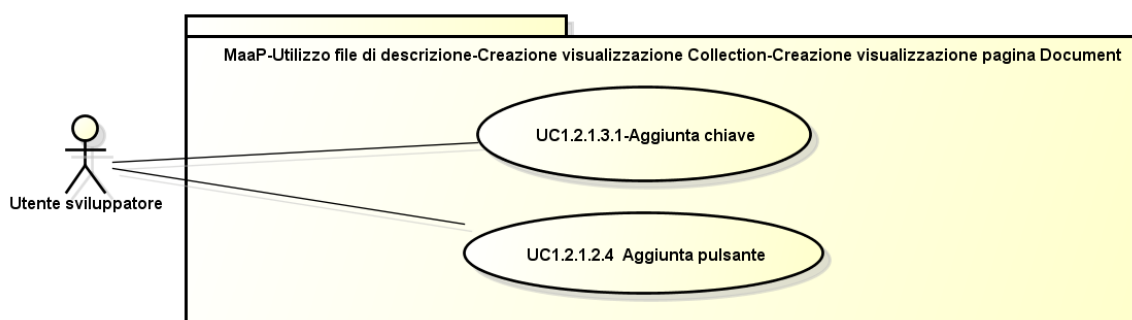 MaaP-Utilizzo file di descrizione-Creazione visualizzazione Collection-Creazione visualizzazione pagina Document
UC1.2.1.3.1-Aggiunta chiave
Utente sviluppatore
UC1.2.1.2.4 Aggiunta pulsante